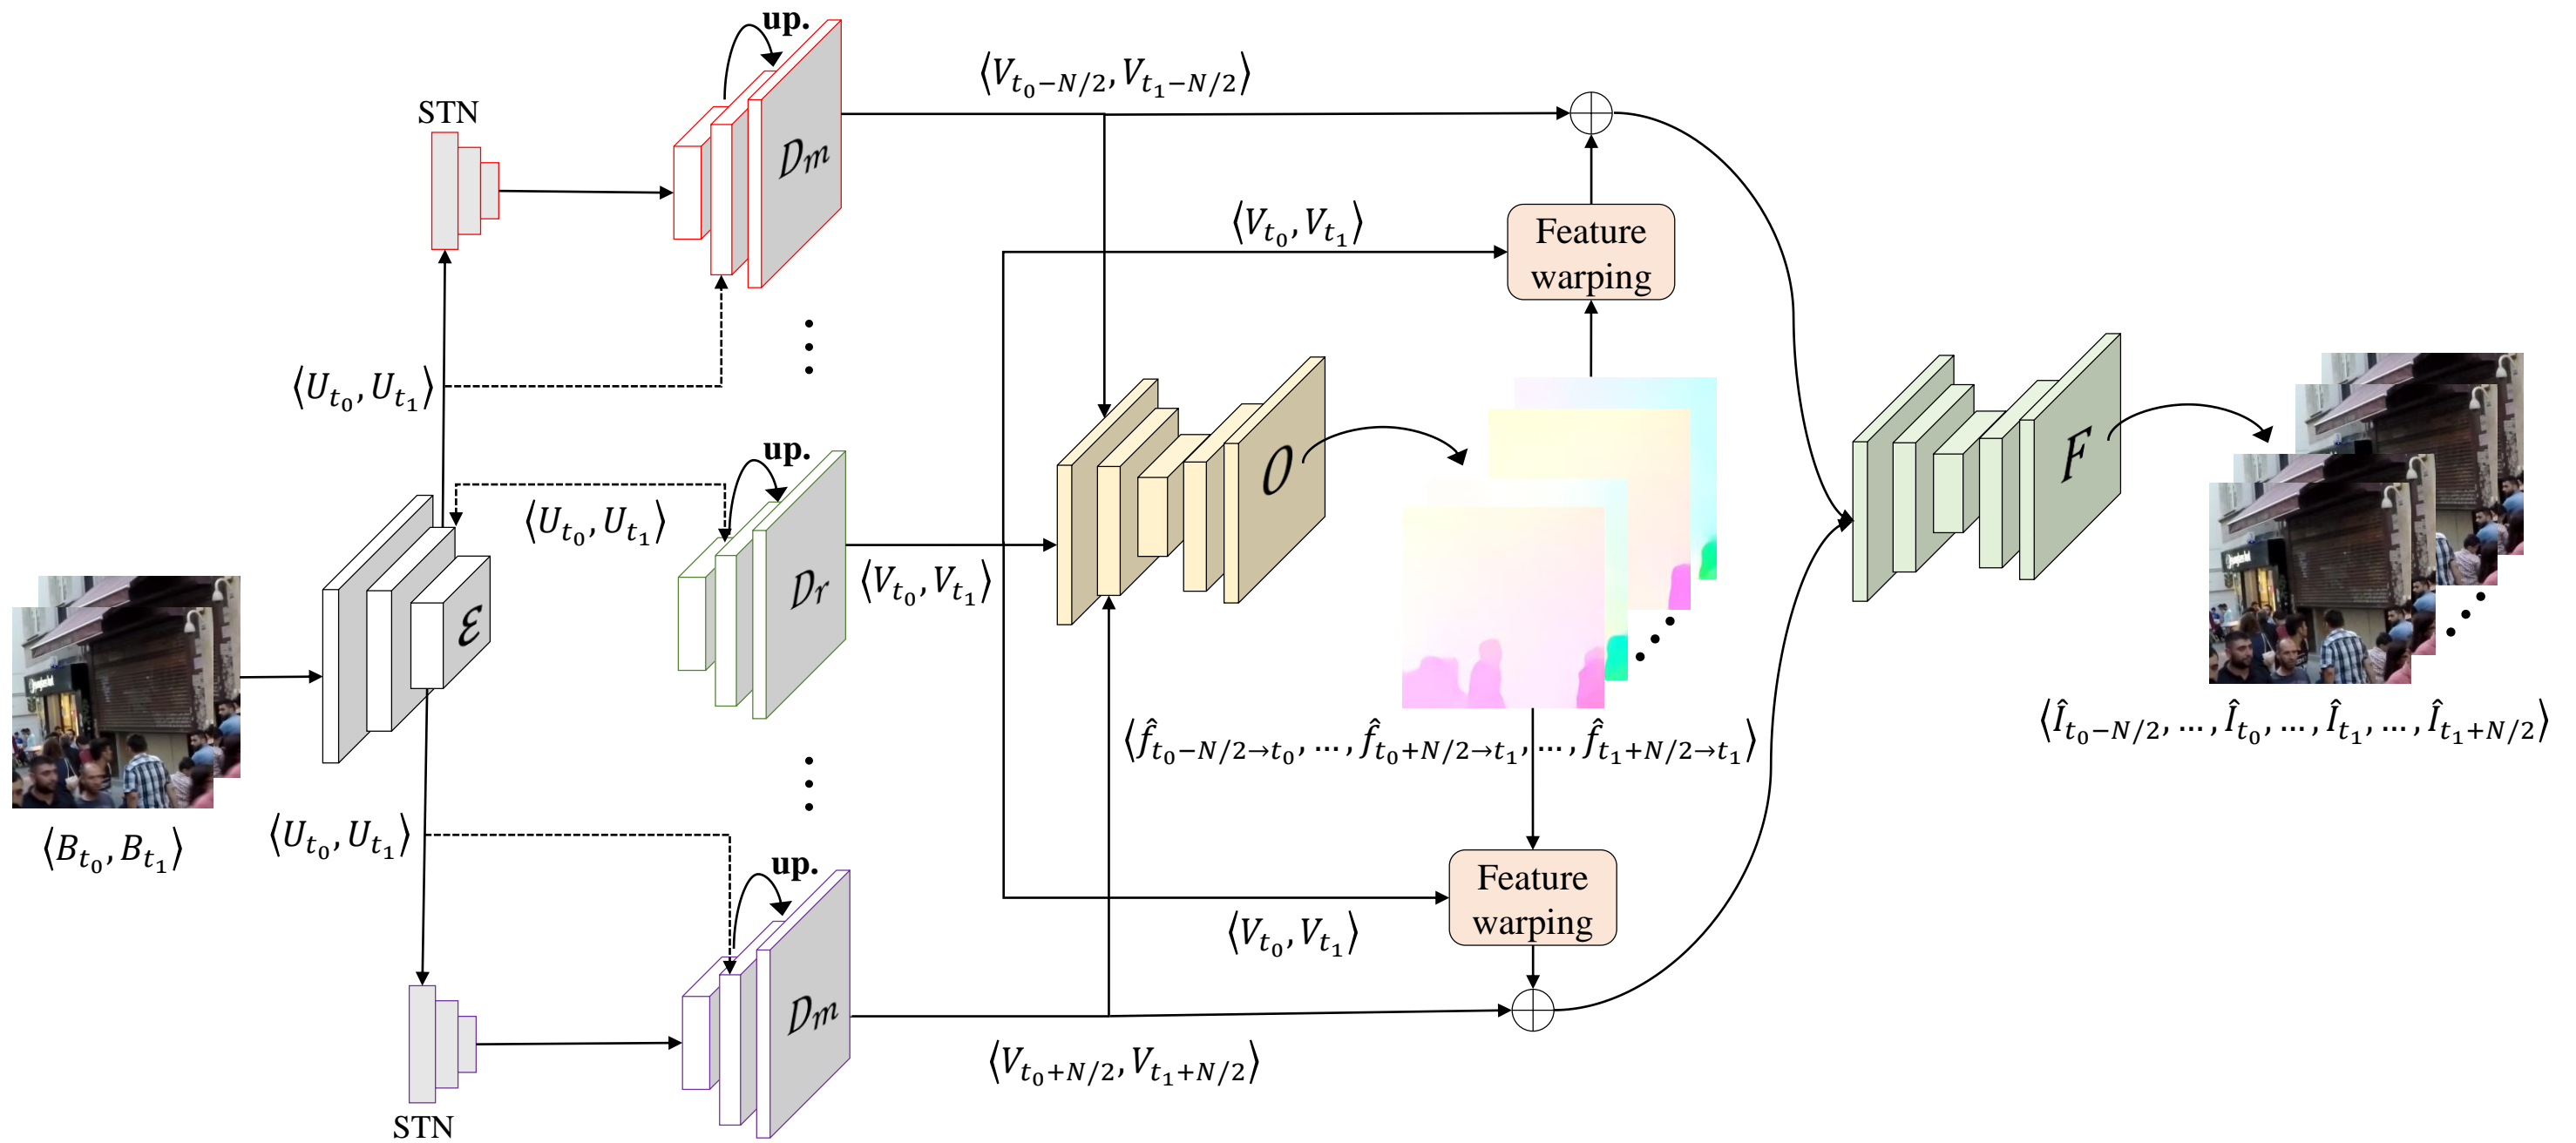 up.
⟨V_{t_0−N/2}, V_{t_1−N/2}⟩
STN
D_m
⟨V_{t_0}, V_{t_1}⟩
Feature
warping
⟨U_{t_0}, U_{t_1}⟩
up.
⟨U_{t_0}, U_{t_1}⟩
D_r
⟨V_{t_0}, V_{t_1}⟩
O
F
ℰ
⟨B_{t_0}, B_{t_1}⟩
⟨f̂_{t_0−N/2→t_0}, …, f̂_{t_0+N/2→t_1}, …, f̂_{t_1+N/2→t_1}⟩
⟨Î_{t_0−N/2}, …, Î_{t_0}, …, Î_{t_1}, …, Î_{t_1+N/2}⟩
⟨U_{t_0}, U_{t_1}⟩
up.
Feature
warping
⟨V_{t_0}, V_{t_1}⟩
D_m
⟨V_{t_0+N/2}, V_{t_1+N/2}⟩
STN